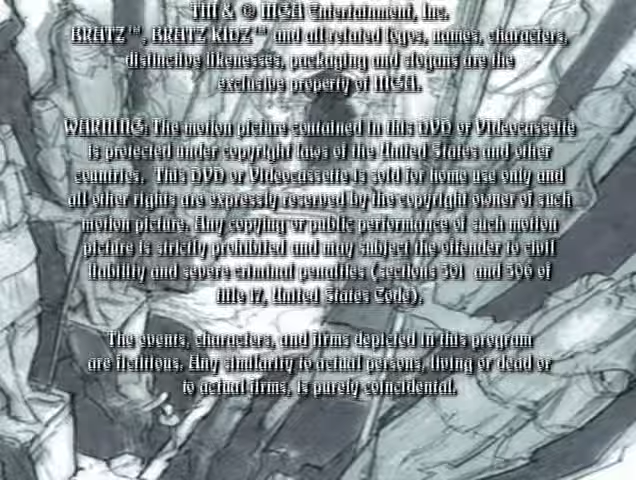 TM & © MGA Entertainment, Inc.
BRATZ™, BRATZ KIDZ™ and all related logos, names, characters,
distinctive likenesses, packaging and slogans are the
exclusive property of MGA.
WARNING: The motion picture contained in this DVD or Videocassette
is protected under copyright laws of the United States and other
countries. This DVD or Videocassette is sold for home use only and
all other rights are expressly reserved by the copyright owner of such
motion picture. Any copying or public performance of such motion
picture is strictly prohibited and may subject the offender to civil
liability and severe criminal penalties (sections 501 and 506 of
title 17, United States Code).
The events, characters, and firms depicted in this program
are fictitious. Any similarity to actual persons, living or dead or
to actual firms, is purely coincidental.